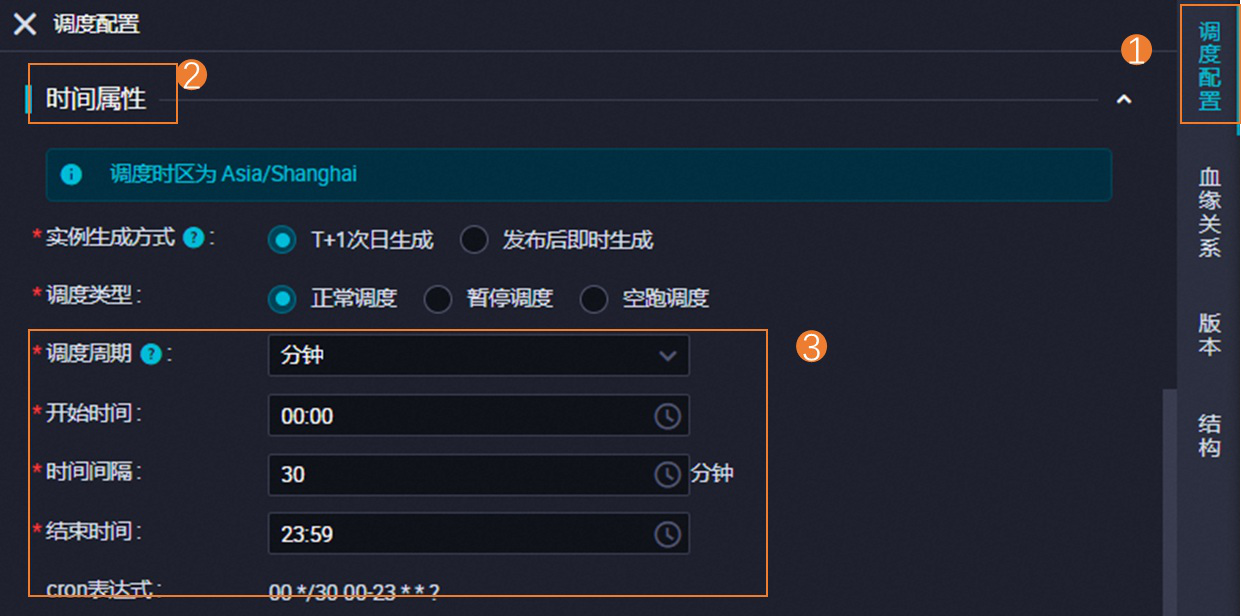 调度配置
1
调度配置
时间属性
2
调度时区为 Asia/Shanghai
* 实例生成方式 ? : T+1次日生成 发布后即时生成
* 调度类型 : 正常调度 暂停调度 空跑调度
* 调度周期 ? : 分钟
3
* 开始时间 : 00:00
* 时间间隔 : 30 分钟
* 结束时间 : 23:59
cron表达式 : 00 */30 00-23 * * ?
血缘关系
版本
结构